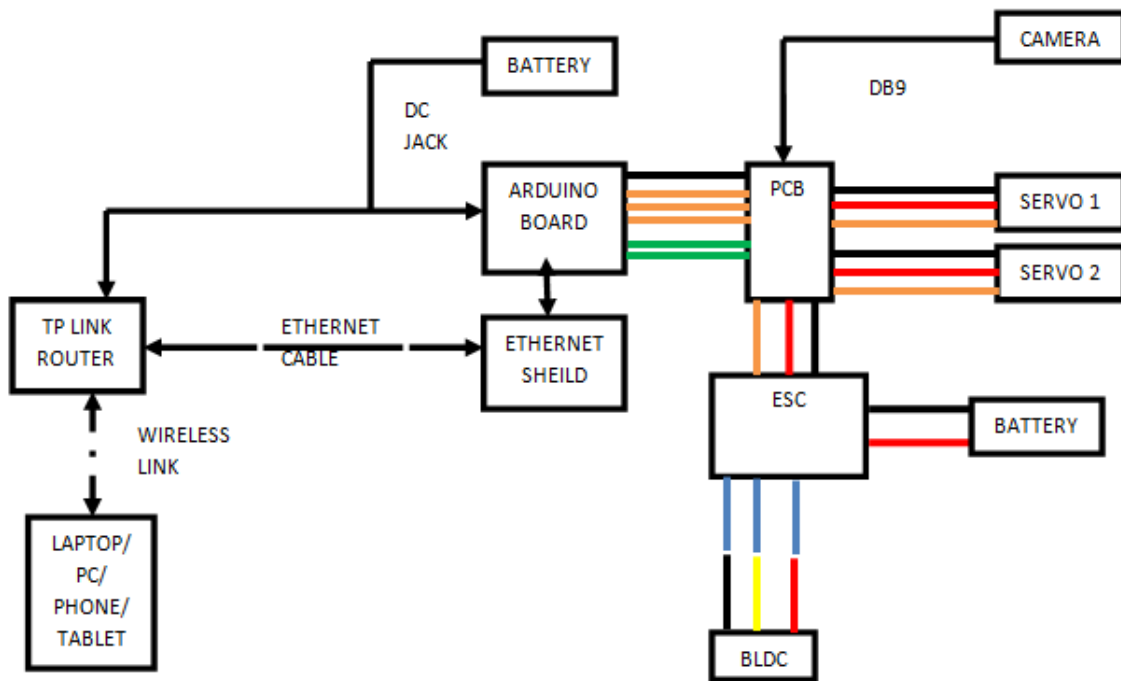 CAMERA
BATTERY
DB9
DC
JACK
ARDUINO
BOARD
PCB
SERVO 1
SERVO 2
TP LINK
ROUTER
ETHERNET
CABLE
ETHERNET
SHEILD
ESC
BATTERY
WIRELESS
LINK
LAPTOP/
PC/
PHONE/
TABLET
BLDC